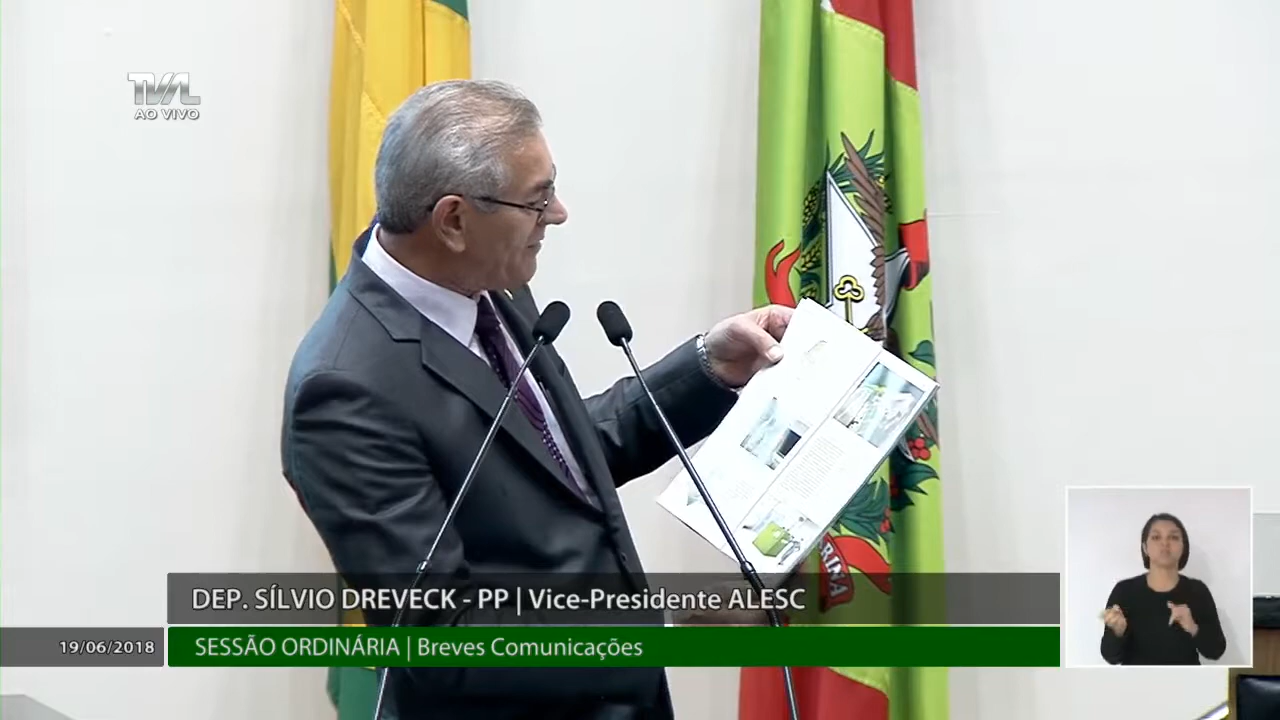 TVAL
AO VIVO
DEP. SÍLVIO DREVECK - PP | Vice-Presidente ALESC
19/06/2018
SESSÃO ORDINÁRIA | Breves Comunicações